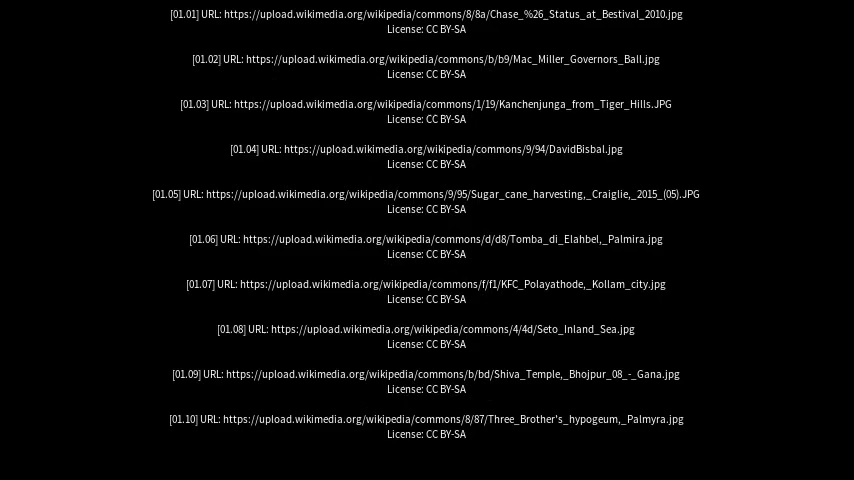 [01.01] URL: https://upload.wikimedia.org/wikipedia/commons/8/8a/Chase_%26_Status_at_Bestival_2010.jpg
License: CC BY-SA
[01.02] URL: https://upload.wikimedia.org/wikipedia/commons/b/b9/Mac_Miller_Governors_Ball.jpg
License: CC BY-SA
[01.03] URL: https://upload.wikimedia.org/wikipedia/commons/1/19/Kanchenjunga_from_Tiger_Hills.JPG
License: CC BY-SA
[01.04] URL: https://upload.wikimedia.org/wikipedia/commons/9/94/DavidBisbal.jpg
License: CC BY-SA
[01.05] URL: https://upload.wikimedia.org/wikipedia/commons/9/95/Sugar_cane_harvesting,_Craiglie,_2015_(05).JPG
License: CC BY-SA
[01.06] URL: https://upload.wikimedia.org/wikipedia/commons/d/d8/Tomba_di_Elahbel,_Palmira.jpg
License: CC BY-SA
[01.07] URL: https://upload.wikimedia.org/wikipedia/commons/f/f1/KFC_Polayathode,_Kollam_city.jpg
License: CC BY-SA
[01.08] URL: https://upload.wikimedia.org/wikipedia/commons/4/4d/Seto_Inland_Sea.jpg
License: CC BY-SA
[01.09] URL: https://upload.wikimedia.org/wikipedia/commons/b/bd/Shiva_Temple,_Bhojpur_08_-_Gana.jpg
License: CC BY-SA
[01.10] URL: https://upload.wikimedia.org/wikipedia/commons/8/87/Three_Brother's_hypogeum,_Palmyra.jpg
License: CC BY-SA